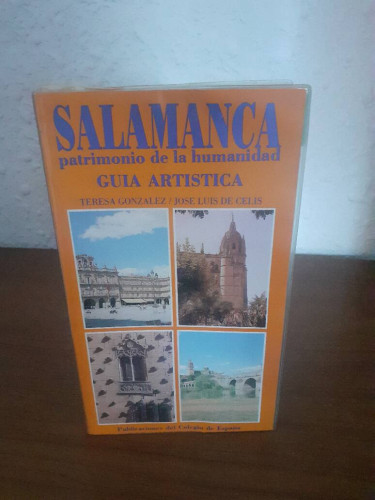 SALAMANCA
patrimonio de la humanidad
GUIA ARTISTICA
TERESA GONZALEZ / JOSE LUIS DE CELIS
Publicaciones del Colegio de España